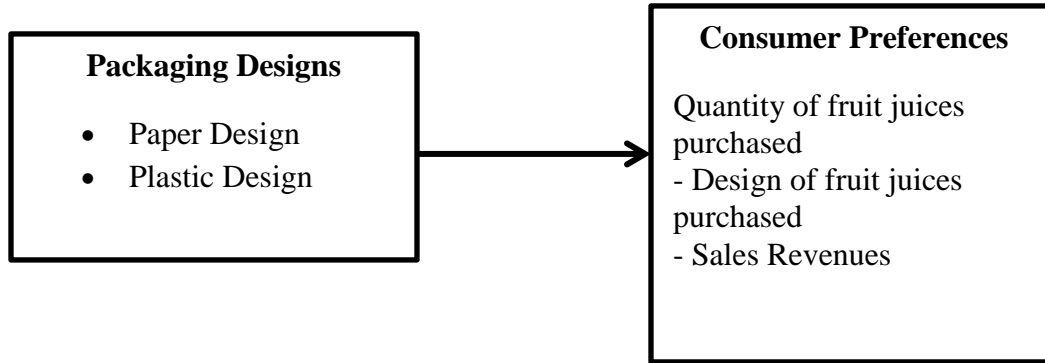 Packaging Designs
• Paper Design
• Plastic Design
Consumer Preferences
Quantity of fruit juices
purchased
- Design of fruit juices
purchased
- Sales Revenues